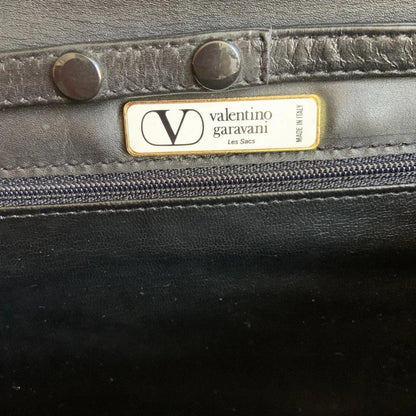 V
valentino
garavani
Les Sacs
MADE IN ITALY